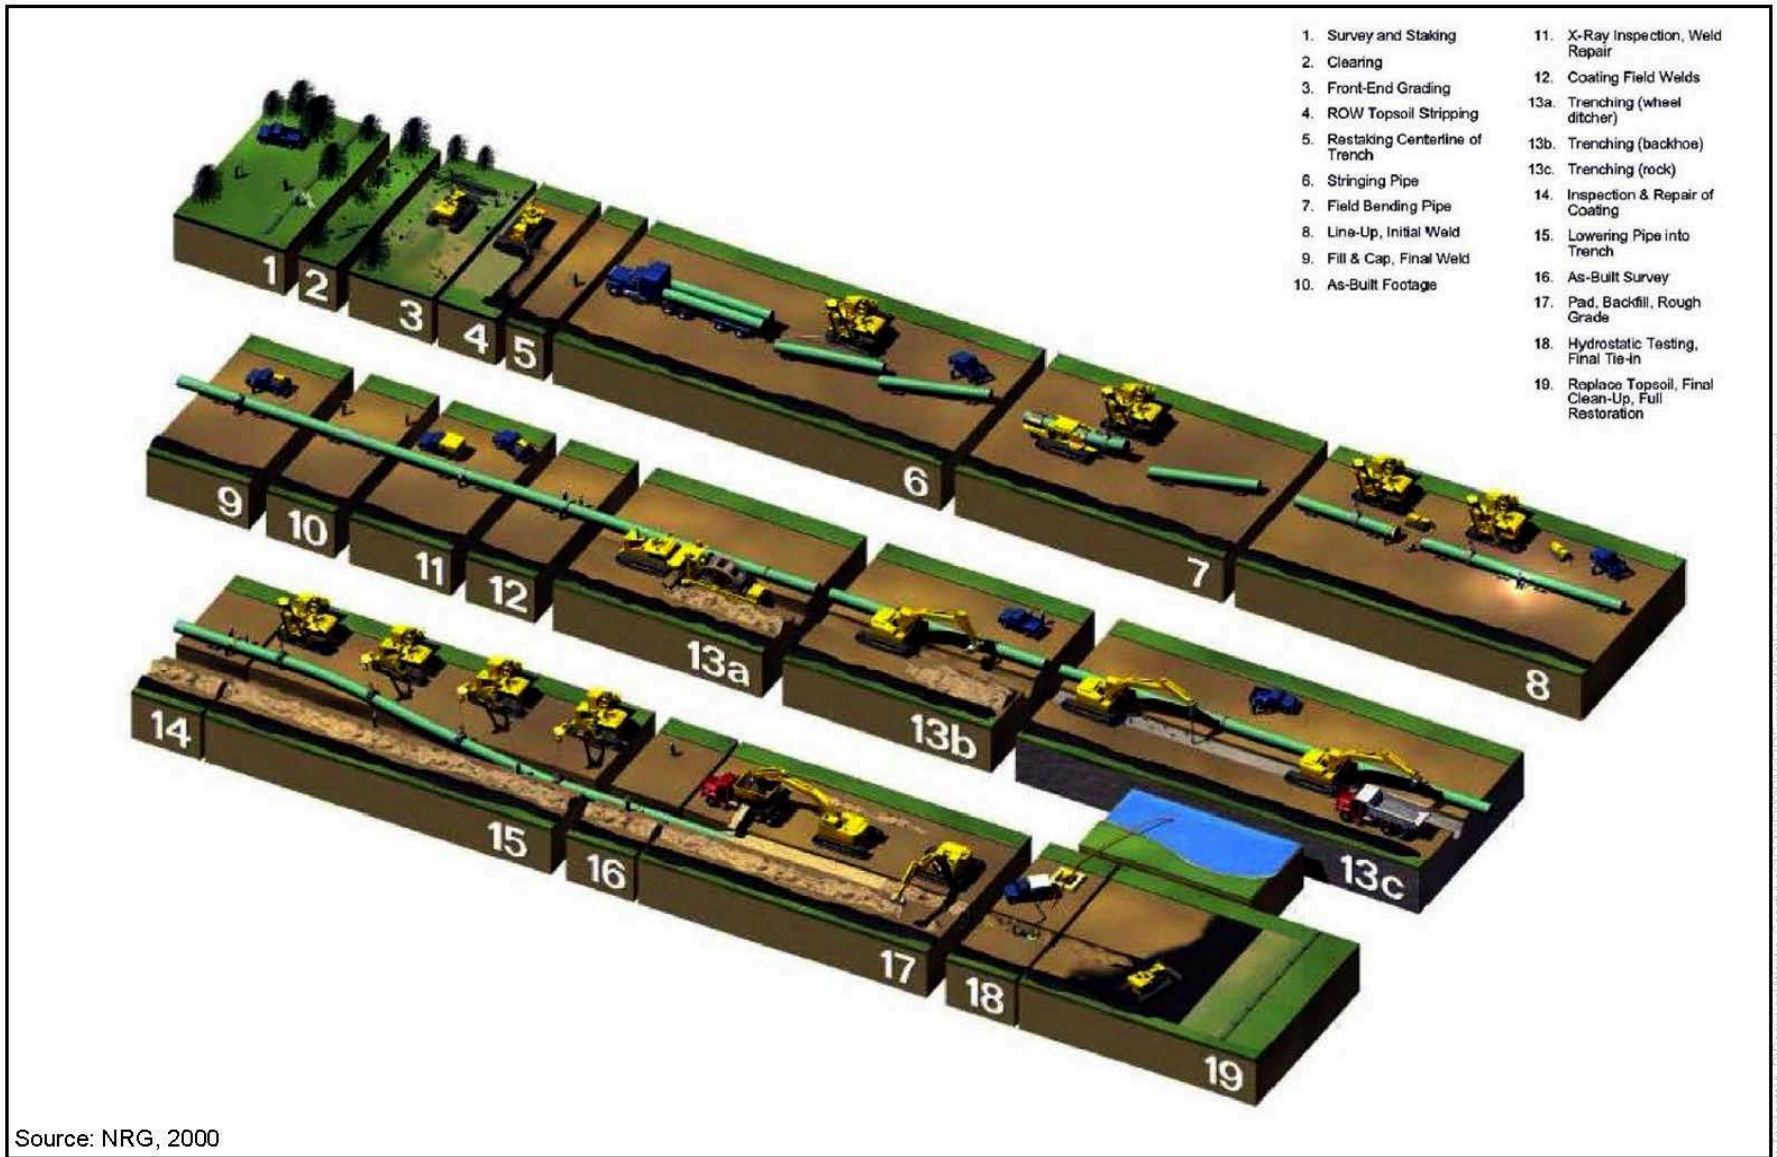 1. Survey and Staking
2. Clearing
3. Front-End Grading
4. ROW Topsoil Stripping
5. Restaking Centerline of
Trench
6. Stringing Pipe
7. Field Bending Pipe
8. Line-Up, Initial Weld
9. Fill & Cap, Final Weld
10. As-Built Footage
11. X-Ray Inspection, Weld
Repair
12. Coating Field Welds
13a. Trenching (wheel
ditcher)
13b. Trenching (backhoe)
13c. Trenching (rock)
14. Inspection & Repair of
Coating
15. Lowering Pipe into
Trench
16. As-Built Survey
17. Pad, Backfill, Rough
Grade
18. Hydrostatic Testing,
Final Tie-in
19. Replace Topsoil, Final
Clean-Up, Full
Restoration
1
2
3
4
5
6
7
8
9
10
11
12
13a
13b
13c
14
15
16
17
18
19
Source: NRG, 2000